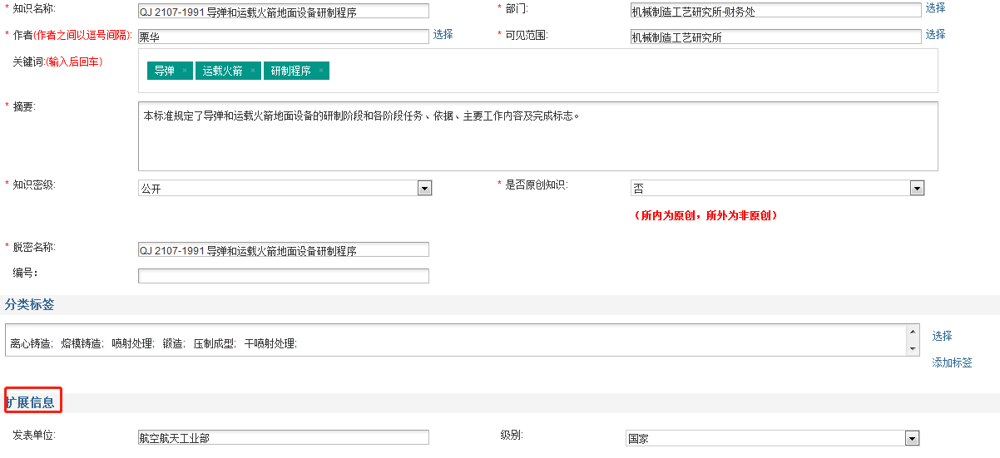 * 知识名称: QJ 2107-1991 导弹和运载火箭地面设备研制程序 * 部门: 机械制造工艺研究所-财务处 选择
* 作者(作者之间以逗号间隔): 栗华 选择 * 可见范围: 机械制造工艺研究所 选择
关键词:(输入后回车)
导弹 × 运载火箭 × 研制程序 ×
* 摘要: 本标准规定了导弹和运载火箭地面设备的研制阶段和各阶段任务、依据、主要工作内容及完成标志。
* 知识密级: 公开 * 是否原创知识: 否
（所内为原创，所外为非原创）
* 脱密名称: QJ 2107-1991 导弹和运载火箭地面设备研制程序
编号：
分类标签
离心铸造; 熔模铸造; 喷射处理; 锻造; 压制成型; 干喷射处理; 选择
添加标签
扩展信息
发表单位: 航空航天工业部 级别: 国家